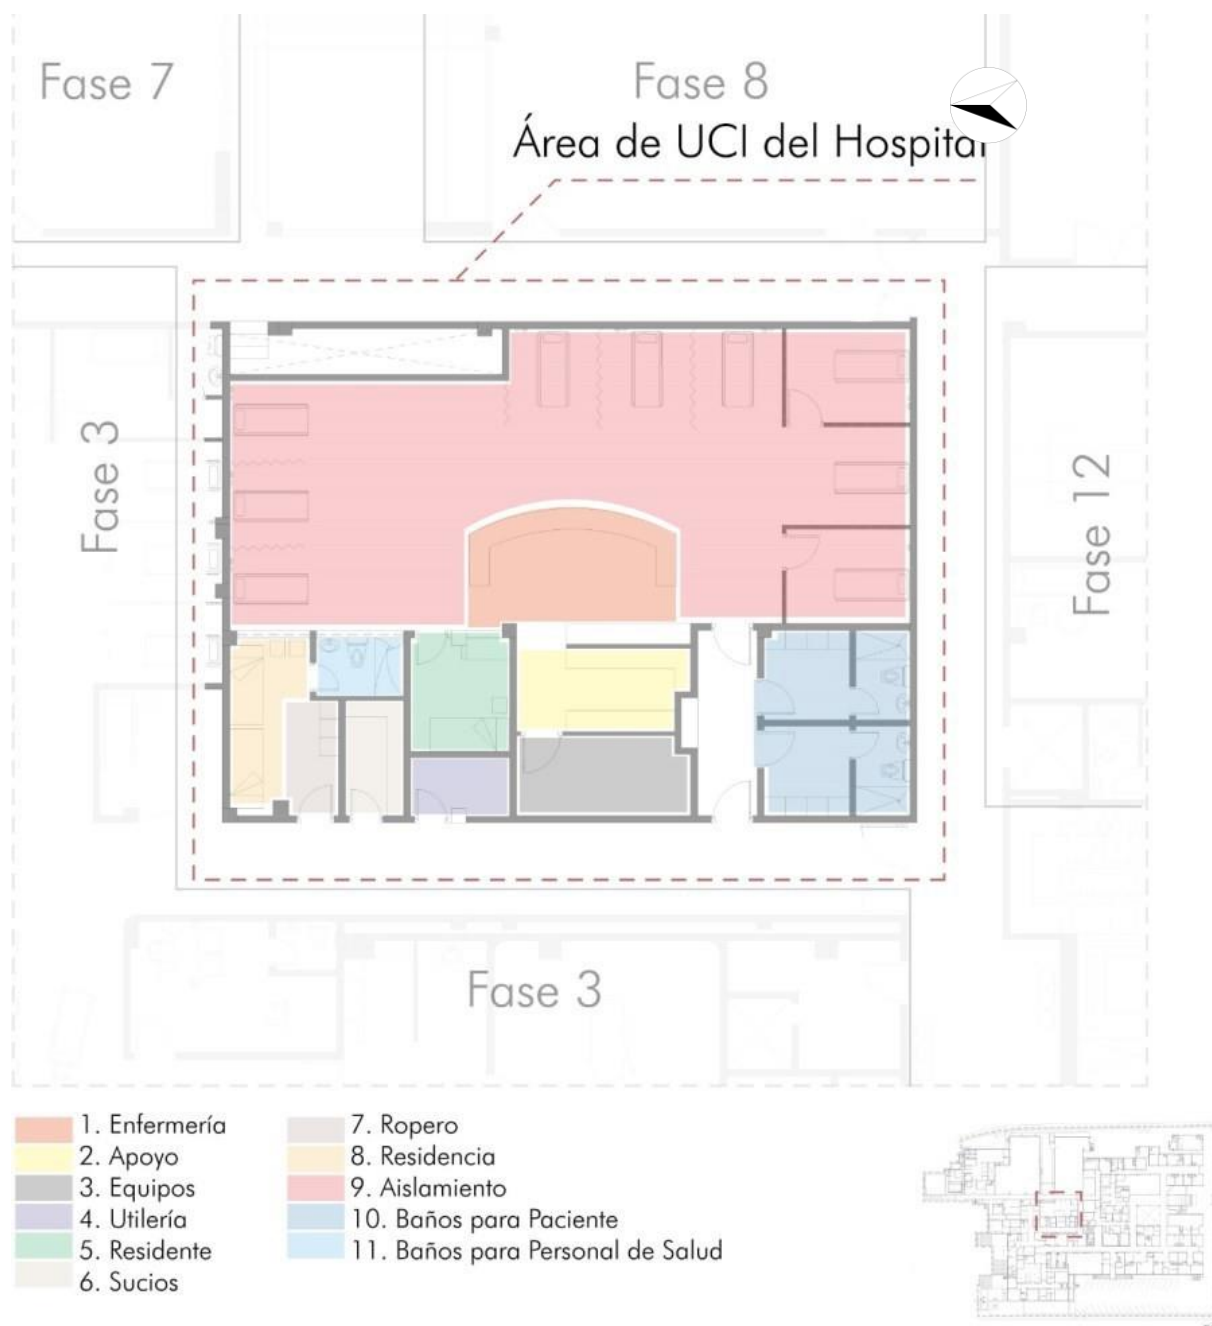 Fase 7
Fase 8
Área de UCI del Hospital
Fase 3
Fase 12
Fase 3
1. Enfermería
2. Apoyo
3. Equipos
4. Utilería
5. Residente
6. Sucios
7. Ropero
8. Residencia
9. Aislamiento
10. Baños para Paciente
11. Baños para Personal de Salud